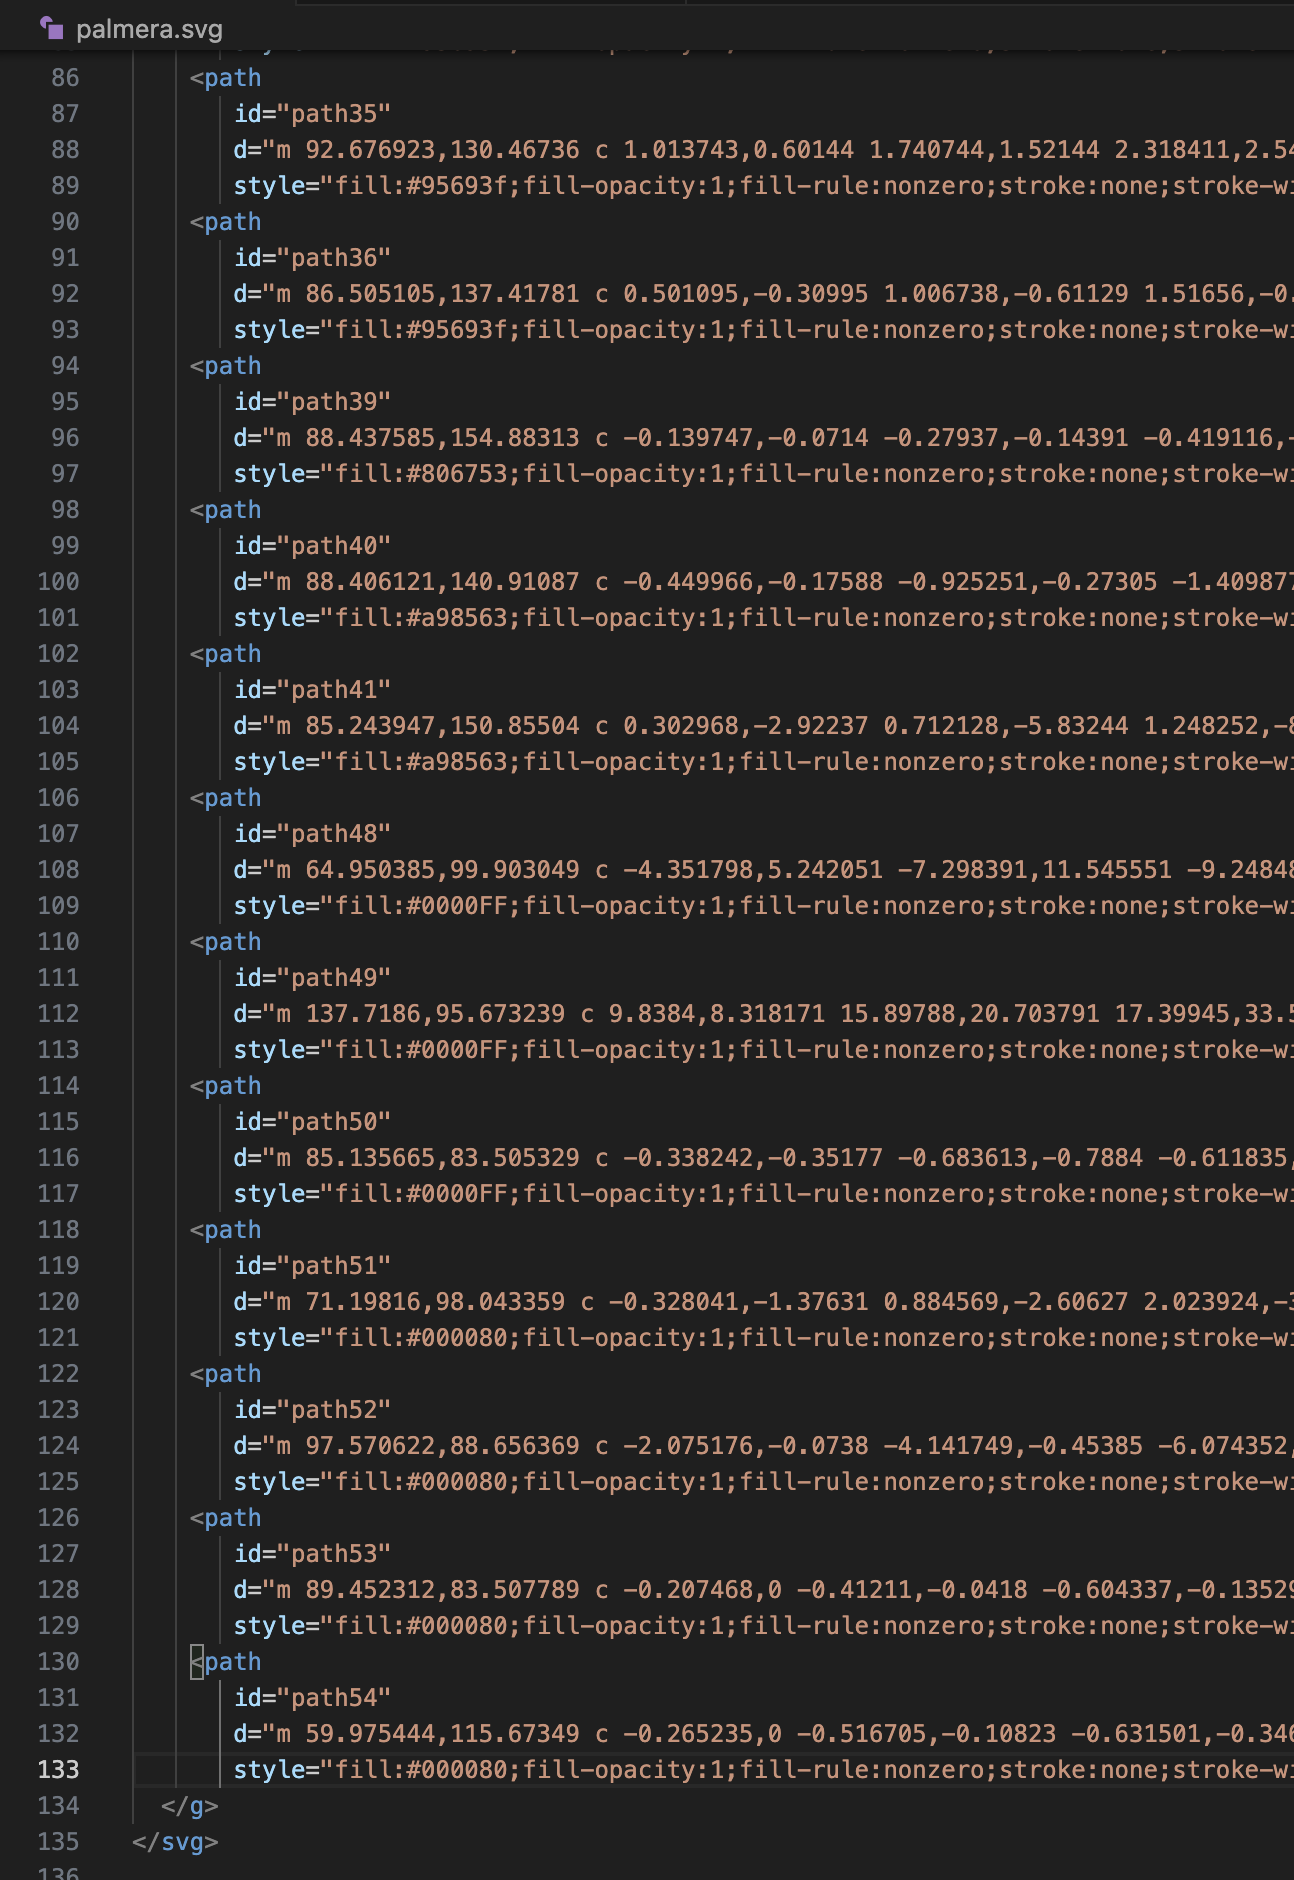 palmera.svg
86 <path
87 id="path35"
88 d="m 92.676923,130.46736 c 1.013743,0.60144 1.740744,1.52144 2.318411,2.54
89 style="fill:#95693f;fill-opacity:1;fill-rule:nonzero;stroke:none;stroke-wi
90 <path
91 id="path36"
92 d="m 86.505105,137.41781 c 0.501095,-0.30995 1.006738,-0.61129 1.51656,-0.
93 style="fill:#95693f;fill-opacity:1;fill-rule:nonzero;stroke:none;stroke-wi
94 <path
95 id="path39"
96 d="m 88.437585,154.88313 c -0.139747,-0.0714 -0.27937,-0.14391 -0.419116,-
97 style="fill:#806753;fill-opacity:1;fill-rule:nonzero;stroke:none;stroke-wi
98 <path
99 id="path40"
100 d="m 88.406121,140.91087 c -0.449966,-0.17588 -0.925251,-0.27305 -1.409877
101 style="fill:#a98563;fill-opacity:1;fill-rule:nonzero;stroke:none;stroke-wi
102 <path
103 id="path41"
104 d="m 85.243947,150.85504 c 0.302968,-2.92237 0.712128,-5.83244 1.248252,-8
105 style="fill:#a98563;fill-opacity:1;fill-rule:nonzero;stroke:none;stroke-wi
106 <path
107 id="path48"
108 d="m 64.950385,99.903049 c -4.351798,5.242051 -7.298391,11.545551 -9.24848
109 style="fill:#0000FF;fill-opacity:1;fill-rule:nonzero;stroke:none;stroke-wi
110 <path
111 id="path49"
112 d="m 137.7186,95.673239 c 9.8384,8.318171 15.89788,20.703791 17.39945,33.5
113 style="fill:#0000FF;fill-opacity:1;fill-rule:nonzero;stroke:none;stroke-wi
114 <path
115 id="path50"
116 d="m 85.135665,83.505329 c -0.338242,-0.35177 -0.683613,-0.7884 -0.611835,
117 style="fill:#0000FF;fill-opacity:1;fill-rule:nonzero;stroke:none;stroke-wi
118 <path
119 id="path51"
120 d="m 71.19816,98.043359 c -0.328041,-1.37631 0.884569,-2.60627 2.023924,-3
121 style="fill:#000080;fill-opacity:1;fill-rule:nonzero;stroke:none;stroke-wi
122 <path
123 id="path52"
124 d="m 97.570622,88.656369 c -2.075176,-0.0738 -4.141749,-0.45385 -6.074352,
125 style="fill:#000080;fill-opacity:1;fill-rule:nonzero;stroke:none;stroke-wi
126 <path
127 id="path53"
128 d="m 89.452312,83.507789 c -0.207468,0 -0.41211,-0.0418 -0.604337,-0.13529
129 style="fill:#000080;fill-opacity:1;fill-rule:nonzero;stroke:none;stroke-wi
130 <path
131 id="path54"
132 d="m 59.975444,115.67349 c -0.265235,0 -0.516705,-0.10823 -0.631501,-0.346
133 style="fill:#000080;fill-opacity:1;fill-rule:nonzero;stroke:none;stroke-wi
134 </g>
135 </svg>
136